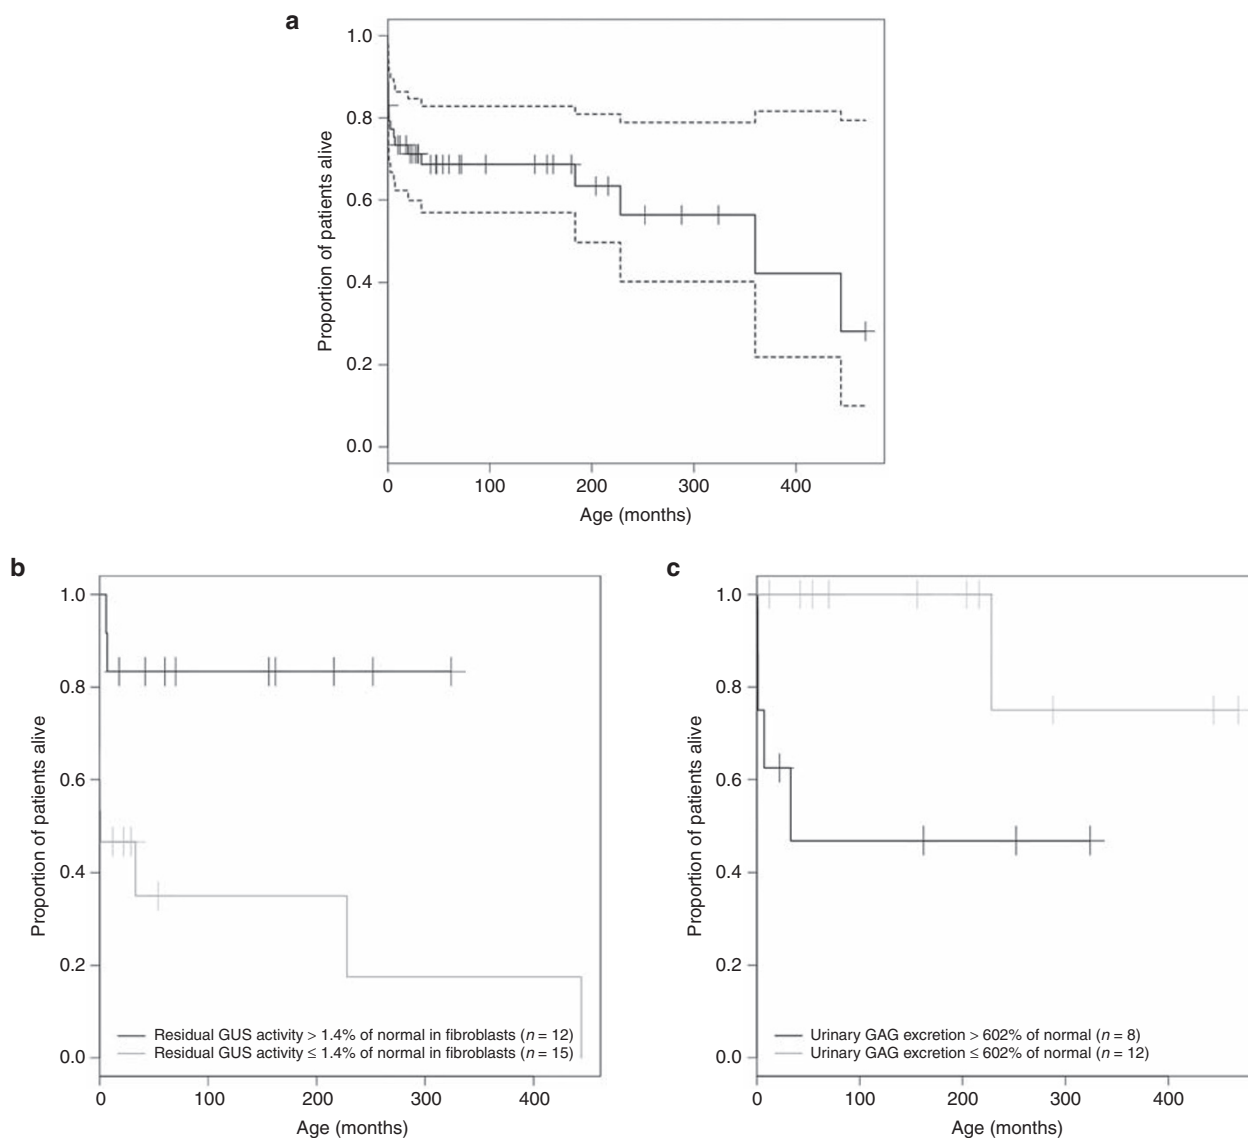 a
1.0
0.8
0.6
0.4
0.2
0.0
Proportion of patients alive
0 100 200 300 400
Age (months)
b
1.0
0.8
0.6
0.4
0.2
0.0
Proportion of patients alive
Residual GUS activity > 1.4% of normal in fibroblasts (n = 12)
Residual GUS activity ≤ 1.4% of normal in fibroblasts (n = 15)
0 100 200 300 400
Age (months)
c
1.0
0.8
0.6
0.4
0.2
0.0
Proportion of patients alive
Urinary GAG excretion > 602% of normal (n = 8)
Urinary GAG excretion ≤ 602% of normal (n = 12)
0 100 200 300 400
Age (months)